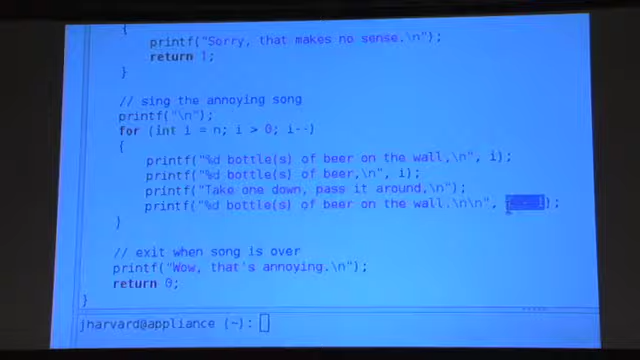 {
printf("Sorry, that makes no sense.\n");
return 1;
}
// sing the annoying song
printf("\n");
for (int i = n; i > 0; i--)
{
printf("%d bottle(s) of beer on the wall,\n", i);
printf("%d bottle(s) of beer,\n", i);
printf("Take one down, pass it around,\n");
printf("%d bottle(s) of beer on the wall.\n\n", i - 1);
}
// exit when song is over
printf("Wow, that's annoying.\n");
return 0;
}
jharvard@appliance (~):